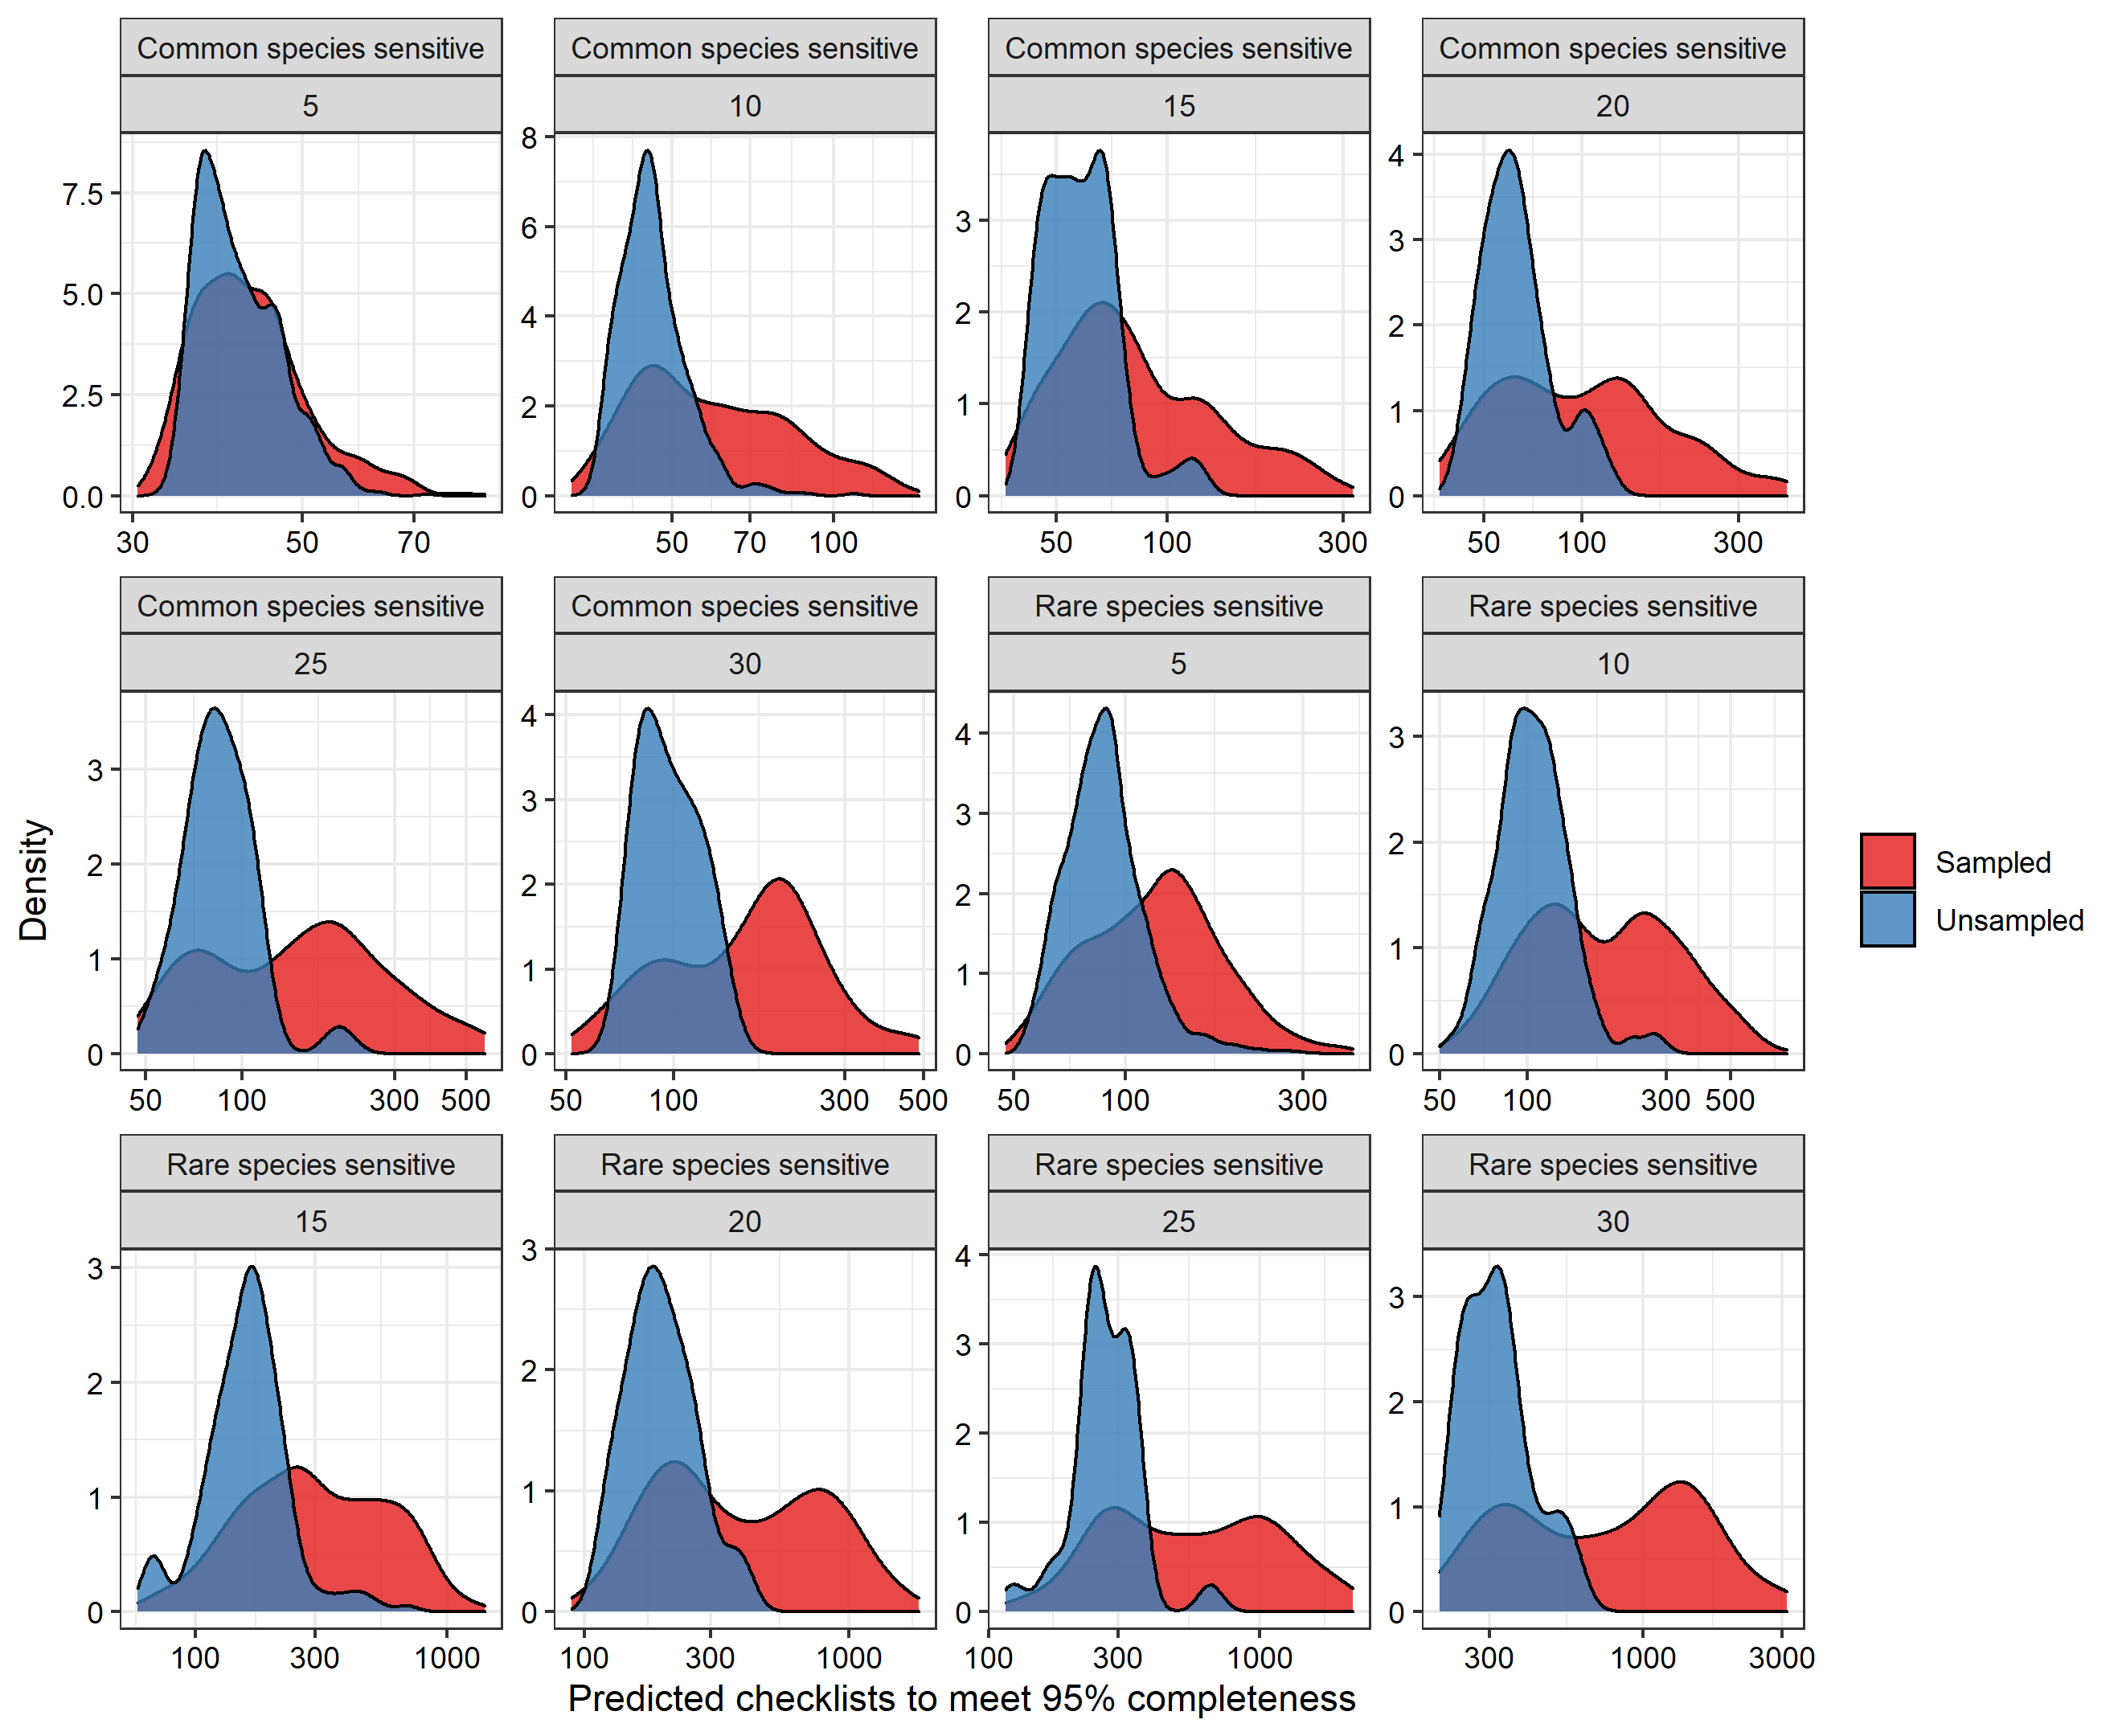 Common species sensitive Common species sensitive Common species sensitive Common species sensitive
5 10 15 20
7.5 5.0 2.5 0.0
8 6 4 2 0
3 2 1 0
4 3 2 1 0
30 50 70
50 70 100
50 100 300
50 100 300
Common species sensitive Common species sensitive Rare species sensitive Rare species sensitive
25 30 5 10
3 2 1 0
4 3 2 1 0
4 3 2 1 0
3 2 1 0
50 100 300 500
50 100 300 500
50 100 300
50 100 300 500
Rare species sensitive Rare species sensitive Rare species sensitive Rare species sensitive
15 20 25 30
3 2 1 0
3 2 1 0
4 3 2 1 0
3 2 1 0
100 300 1000
100 300 1000
100 300 1000
300 1000 3000
Predicted checklists to meet 95% completeness
Density
Sampled
Unsampled